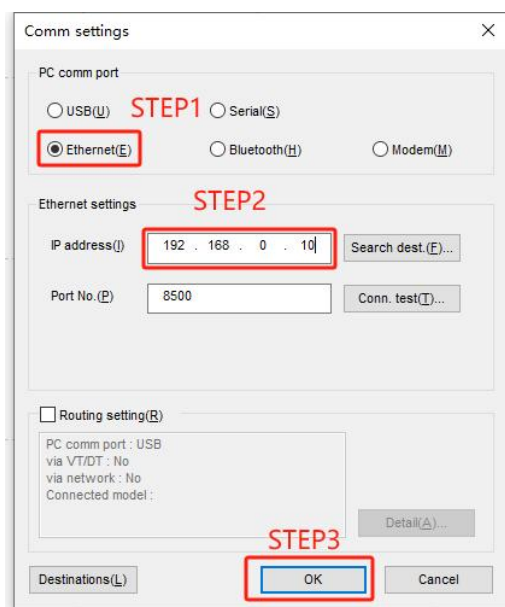 Comm settings
PC comm port
USB(U) STEP1 Serial(S)
Ethernet(E) Bluetooth(H) Modem(M)
Ethernet settings STEP2
IP address(I) 192 . 168 . 0 . 10 Search dest.(F)...
Port No.(P) 8500 Conn. test(T)...
Routing setting(R)
PC comm port : USB
via VT/DT : No
via network : No
Connected model :
Detail(A)...
STEP3
Destinations(L) OK Cancel